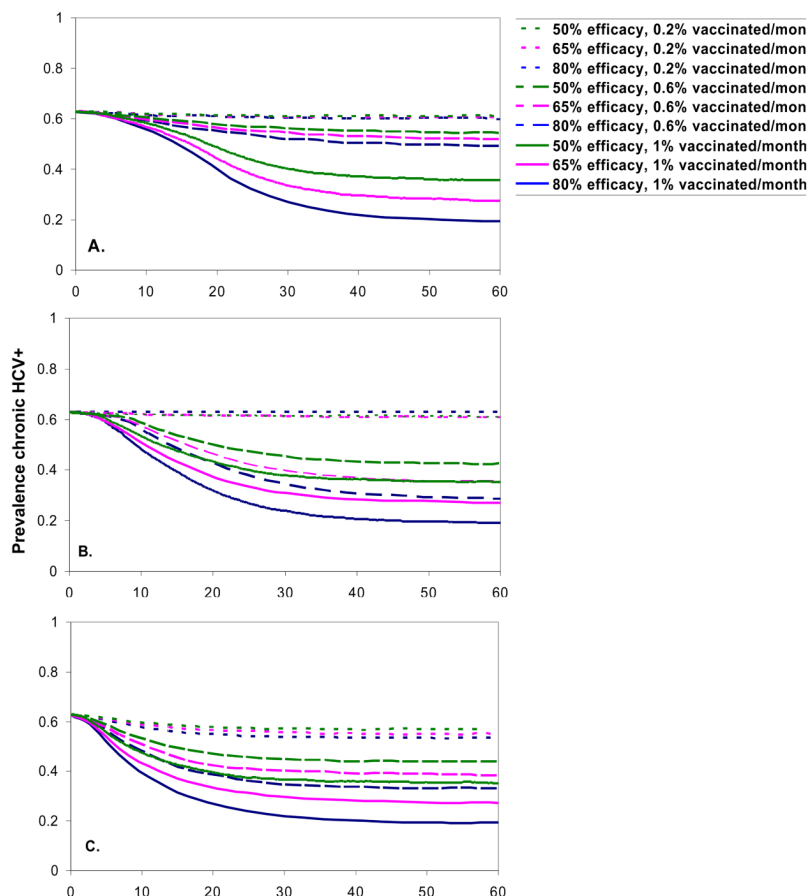 50% efficacy, 0.2% vaccinated/mon
65% efficacy, 0.2% vaccinated/mon
80% efficacy, 0.2% vaccinated/mon
50% efficacy, 0.6% vaccinated/mon
65% efficacy, 0.6% vaccinated/mon
80% efficacy, 0.6% vaccinated/mon
50% efficacy, 1% vaccinated/month
65% efficacy, 1% vaccinated/month
80% efficacy, 1% vaccinated/month
1
0.8
0.6
0.4
0.2
0
A.
0 10 20 30 40 50 60
Prevalence chronic HCV+
1
0.8
0.6
0.4
0.2
0
B.
0 10 20 30 40 50 60
1
0.8
0.6
0.4
0.2
0
C.
0 10 20 30 40 50 60